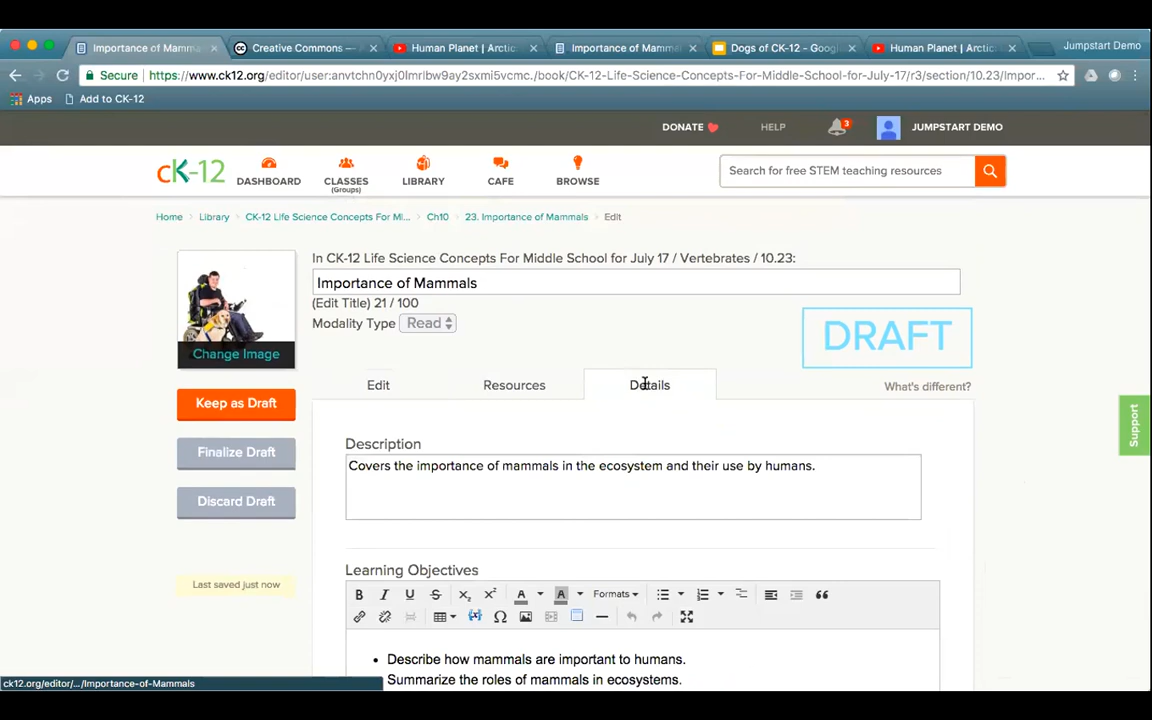 Importance of Mamm
Creative Commons —
Human Planet | Arctic
Importance of Mamm
Dogs of CK-12 - Goog
Human Planet | Arctic
Jumpstart Demo
Secure
https://www.ck12.org/editor/user:anvtchn0yxj0lmrlbw9ay2sxmi5vcmc./book/CK-12-Life-Science-Concepts-For-Middle-School-for-July-17/r3/section/10.23/Impor...
Apps
Add to CK-12
DONATE
HELP
3
JUMPSTART DEMO
ck-12
DASHBOARD
CLASSES
(Groups)
LIBRARY
CAFE
BROWSE
Search for free STEM teaching resources
Home
Library
CK-12 Life Science Concepts For Mi...
Ch10
23. Importance of Mammals
Edit
In CK-12 Life Science Concepts For Middle School for July 17 / Vertebrates / 10.23:
Importance of Mammals
(Edit Title) 21 / 100
Modality Type Read
DRAFT
Change Image
Edit
Resources
Details
What's different?
Keep as Draft
Finalize Draft
Discard Draft
Last saved just now
Support
Description
Covers the importance of mammals in the ecosystem and their use by humans.
Learning Objectives
Formats
Describe how mammals are important to humans.
Summarize the roles of mammals in ecosystems.
ck12.org/editor/.../Importance-of-Mammals